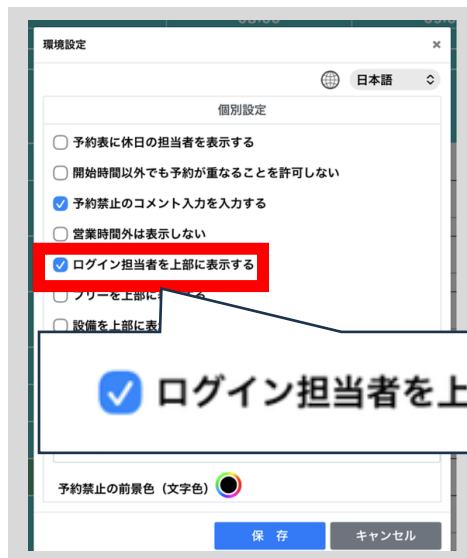 環境設定
日本語
個別設定
予約表に休日の担当者を表示する
開始時間以外でも予約が重なることを許可しない
予約禁止のコメント入力を入力する
営業時間外は表示しない
ログイン担当者を上部に表示する
フリーを上部に表示する
設備を上部に表
ログイン担当者を上
予約禁止の前景色（文字色）
保 存
キャンセル